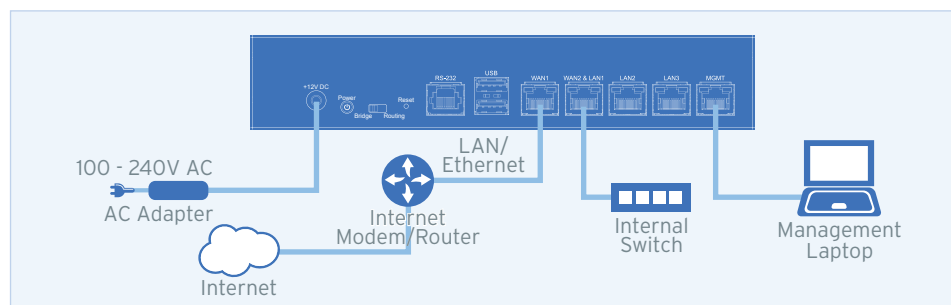 +12V DC
Power
Bridge
Routing
Reset
RS-232
USB
WAN1
WAN2 & LAN1
LAN2
LAN3
MGMT
100 - 240V AC
AC Adapter
LAN/
Ethernet
Internet
Modem/Router
Internet
Internal
Switch
Management
Laptop